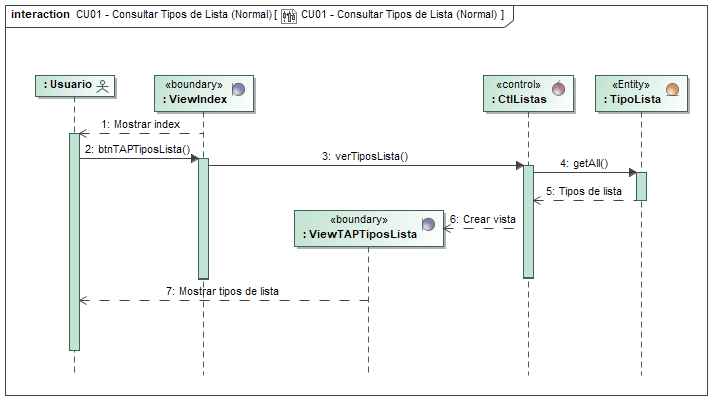 interaction CU01 - Consultar Tipos de Lista (Normal) [ CU01 - Consultar Tipos de Lista (Normal) ]
: Usuario
«boundary»
: ViewIndex
«control»
: CtlListas
«Entity»
: TipoLista
1: Mostrar index
2: btnTAPTiposLista()
3: verTiposLista()
4: getAll()
5: Tipos de lista
6: Crear vista
«boundary»
: ViewTAPTiposLista
7: Mostrar tipos de lista